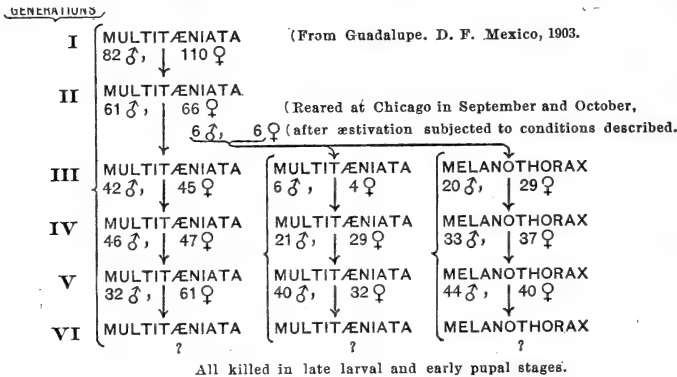 GENERATIONS
I MULTITÆNIATA (From Guadalupe. D. F. Mexico, 1903.
82 ♂, 110 ♀
II MULTITÆNIATA
61 ♂, 66 ♀ (Reared at Chicago in September and October,
6 ♂, 6 ♀ (after æstivation subjected to conditions described.
III MULTITÆNIATA MULTITÆNIATA MELANOTHORAX
42 ♂, 45 ♀ 6 ♂, 4 ♀ 20 ♂, 29 ♀
IV MULTITÆNIATA MULTITÆNIATA MELANOTHORAX
46 ♂, 47 ♀ 21 ♂, 29 ♀ 33 ♂, 37 ♀
V MULTITÆNIATA MULTITÆNIATA MELANOTHORAX
32 ♂, 61 ♀ 40 ♂, 32 ♀ 44 ♂, 40 ♀
VI MULTITÆNIATA MULTITÆNIATA MELANOTHORAX
? ? ?
All killed in late larval and early pupal stages.